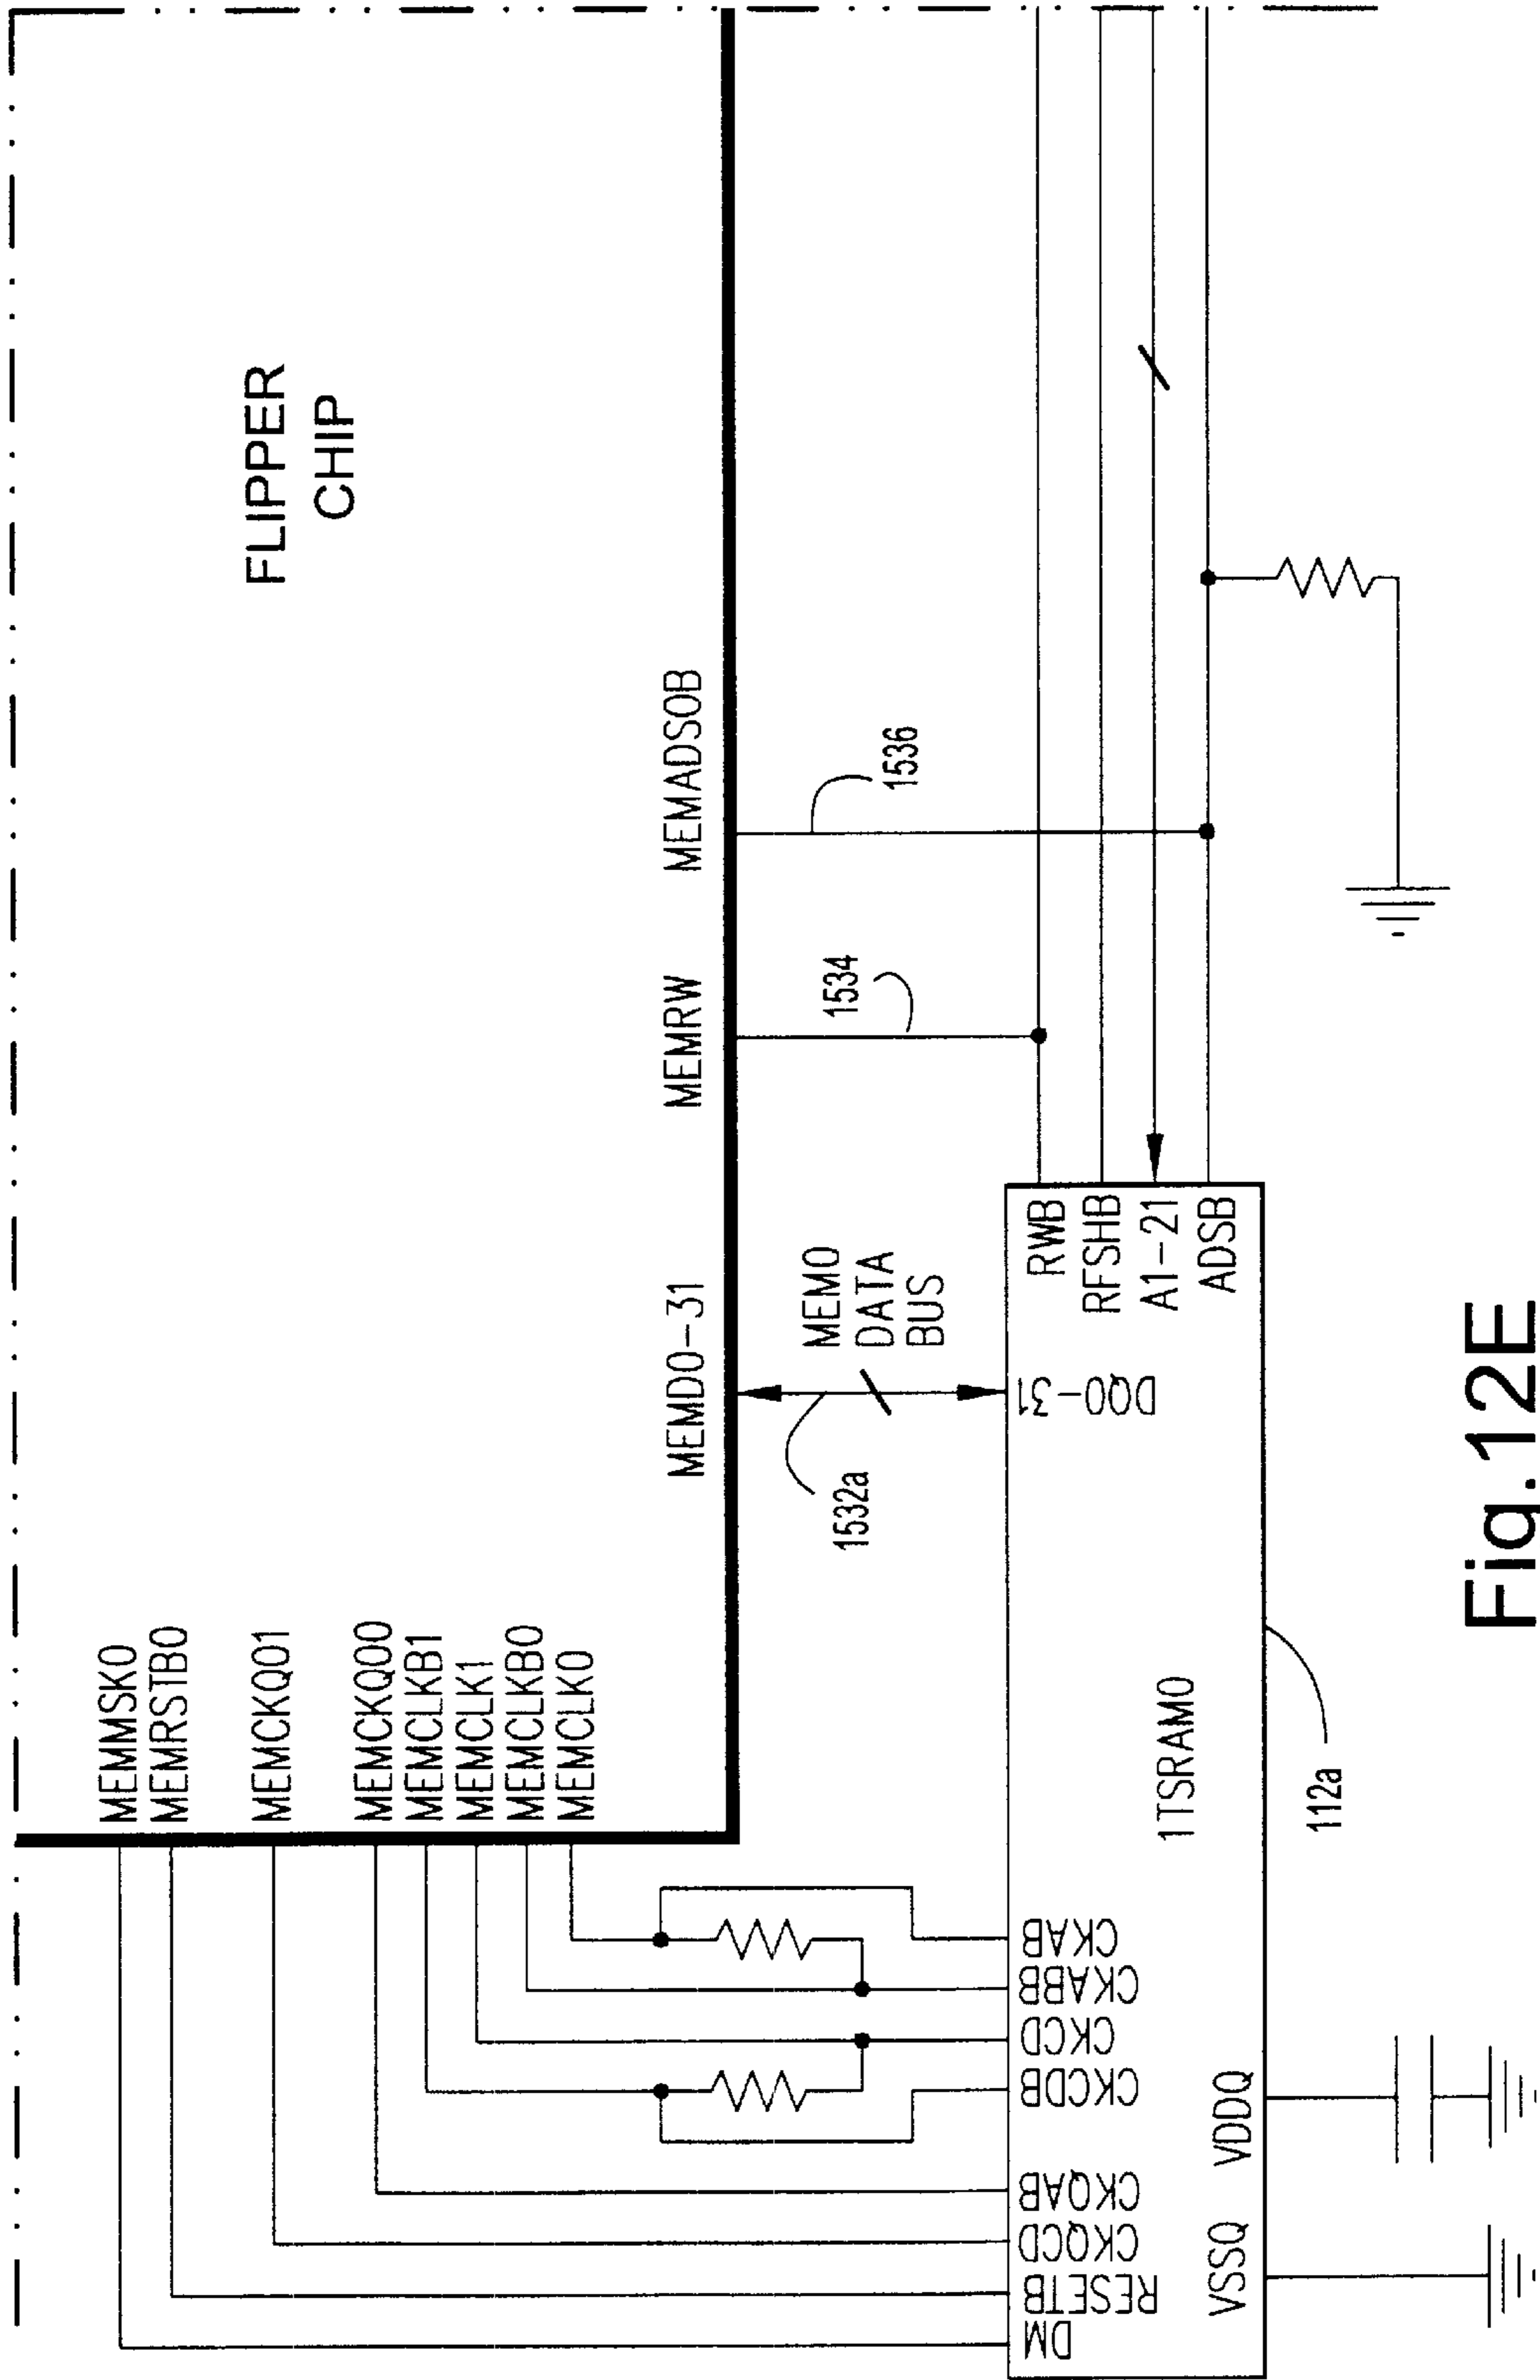 FLIPPER
CHIP
MEMMSK0
MEMRSTB0
MEMCKQ01
MEMCKQ00
MEMCLKB1
MEMCLK1
MEMCLKB0
MEMCLK0
MEMD0-31
MEMRW
MEMADS0B
1532a
MEM0
DATA
BUS
1534
1536
DM
RESETB
CKQCD
CKQAB
CKCDB
CKCD
CKABB
CKAB
DQ0-31
RWB
RFSHB
A1-21
ADSB
1TSRAM0
VSSQ
VDDQ
112a
Fig.12E